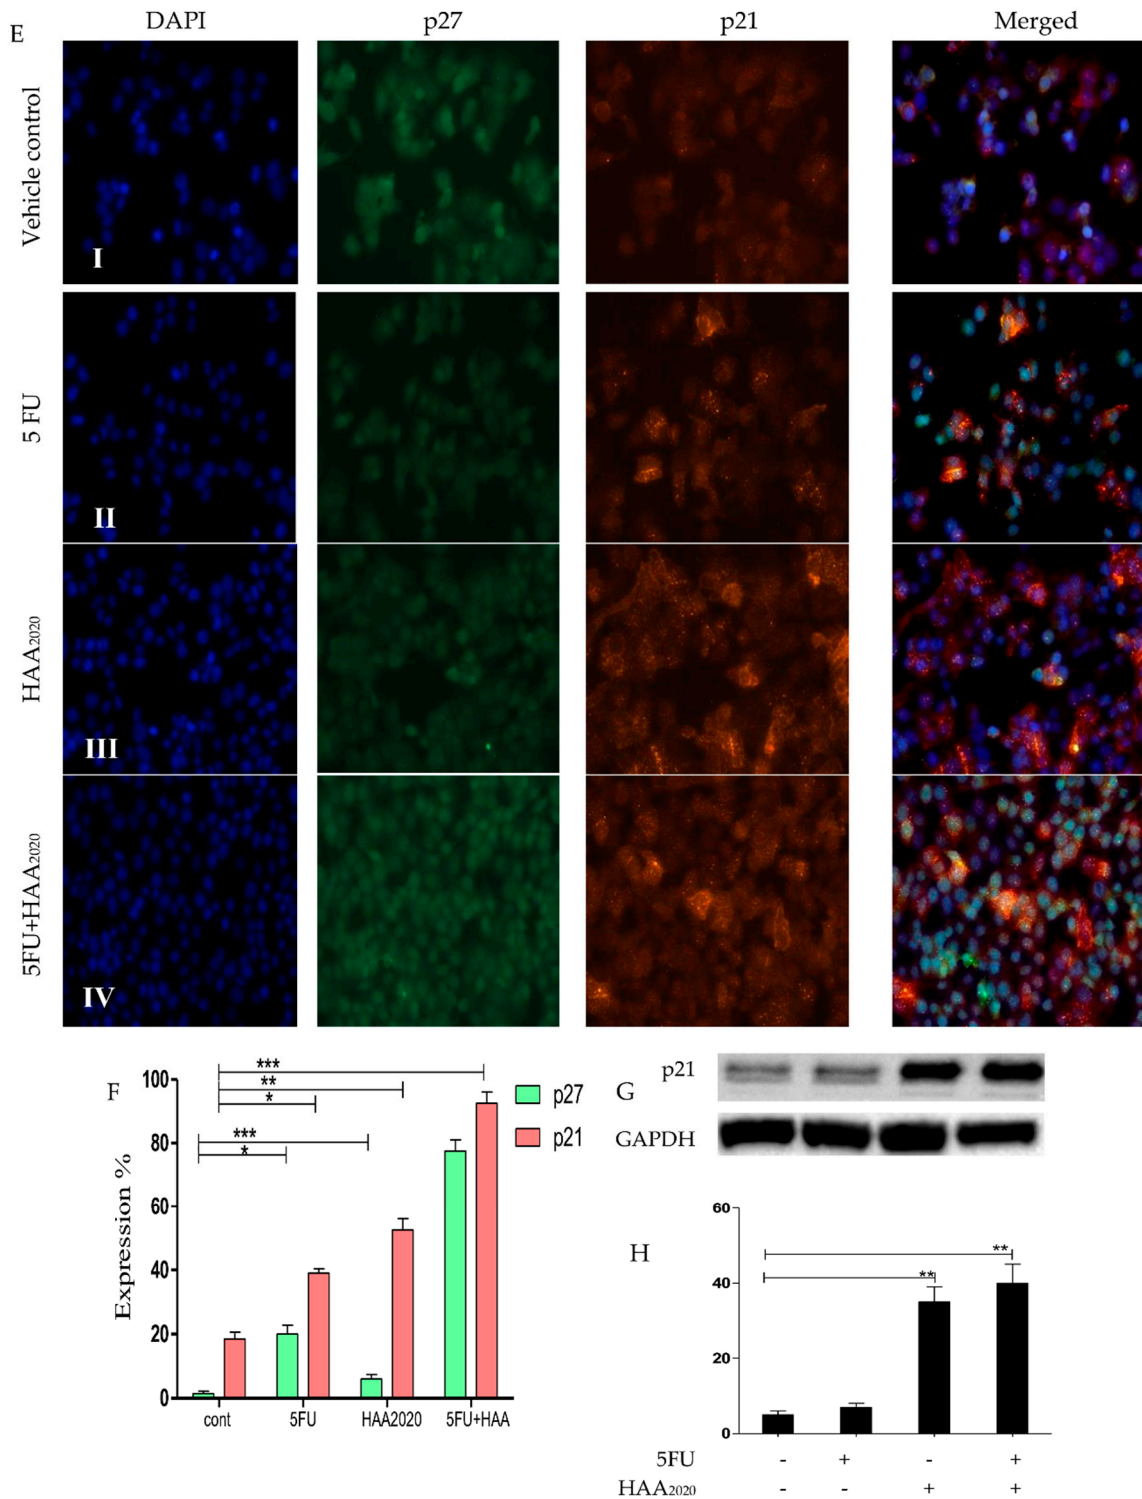 E
DAPI p27 p21 Merged
Vehicle control
I
5 FU
II
HAA2020
III
5FU+HAA2020
IV
F
Expression %
100
80
60
40
20
0
***
**
*
***
*
p27
p21
cont 5FU HAA2020 5FU+HAA
G
p21
GAPDH
H
60
40
20
0
**
**
5FU - + - +
HAA2020 - - + +